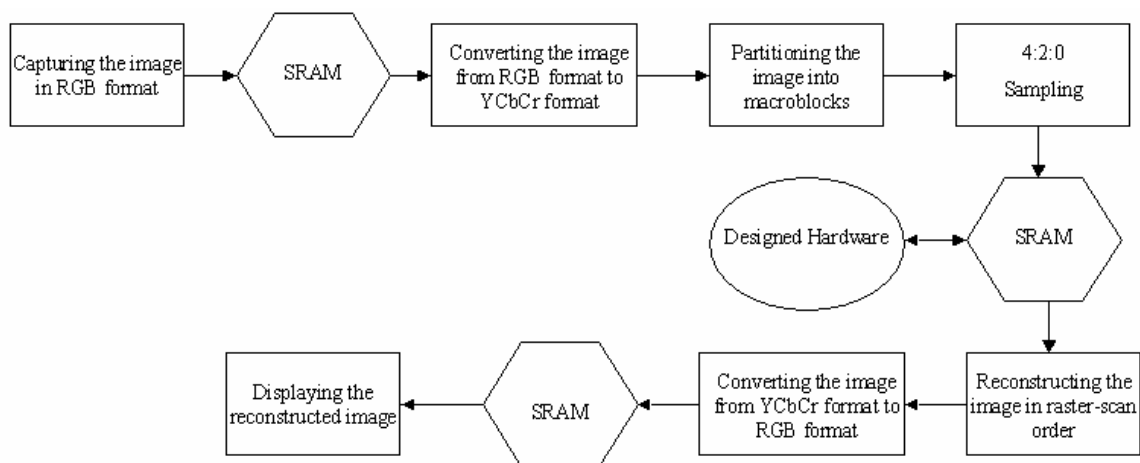 Capturing the image
in RGB format
SRAM
Converting the image
from RGB format to
YCbCr format
Partitioning the
image into
macroblocks
4:2:0
Sampling
Designed Hardware
SRAM
Displaying the
reconstructed image
SRAM
Converting the image
from YCbCr format to
RGB format
Reconstructing the
image in raster-scan
order